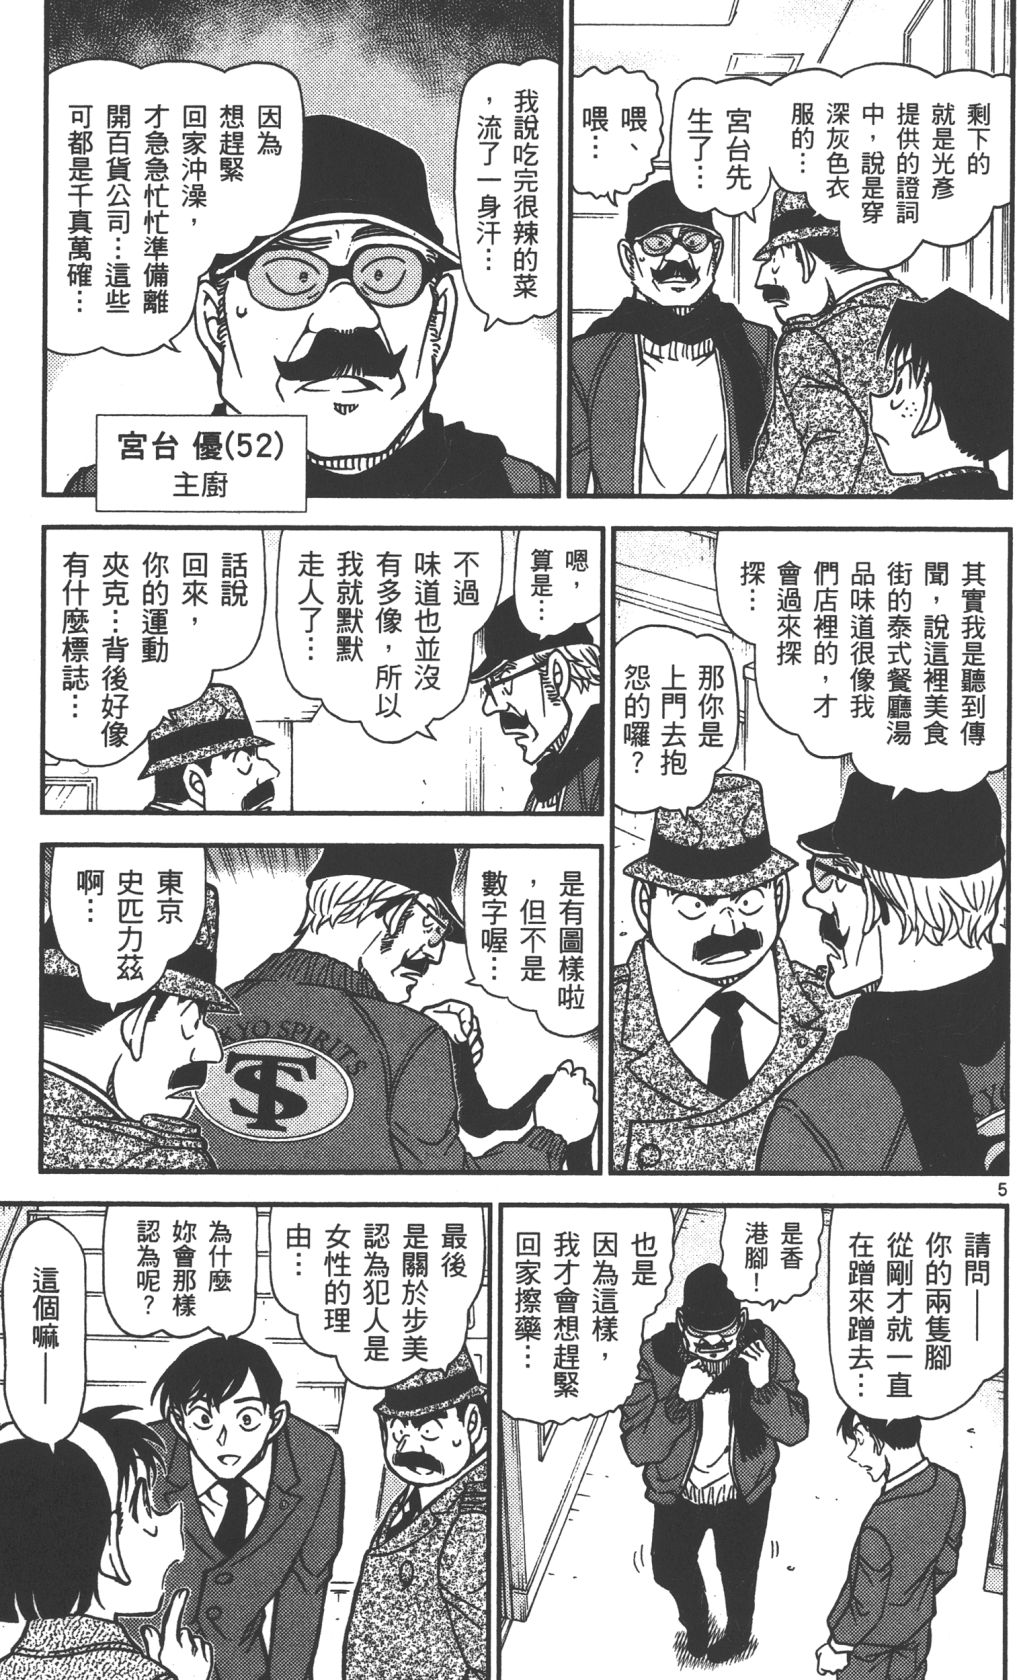 剩下的
就是光彥
提供的證詞
中，說是穿
深灰色衣
服的…
宮台先
生了…
喂、
喂…
我說吃完很辣的菜
，流了一身汗…
因為
想趕緊
回家沖澡，
才急急忙忙準備離
開百貨公司…這些
可都是千真萬確…
宮台 優(52)
主廚
其實我是聽到傳
聞，說這裡美食
街的泰式餐廳湯
品味道很像我
們店裡的，才
會過來探
探…
那你是
上門去抱
怨的囉？
嗯，
算是…
不過
味道也並沒
有多像，所以
我就默默
走人了…
話說
回來，
你的運動
夾克…背後好像
有什麼標誌…
是有圖樣啦
，但不是
數字喔…
KYO SPIRITS
TS
東京
史匹力茲
啊…
KYO
5
請問——
你的兩隻腳
從剛才就一直
在蹭來蹭去…
是香
港腳！
也是
因為這樣，
我才會想趕緊
回家擦藥…
最後
是關於步美
認為犯人是
女性的理
由…
為什麼
妳會那樣
認為呢？
這個嘛——